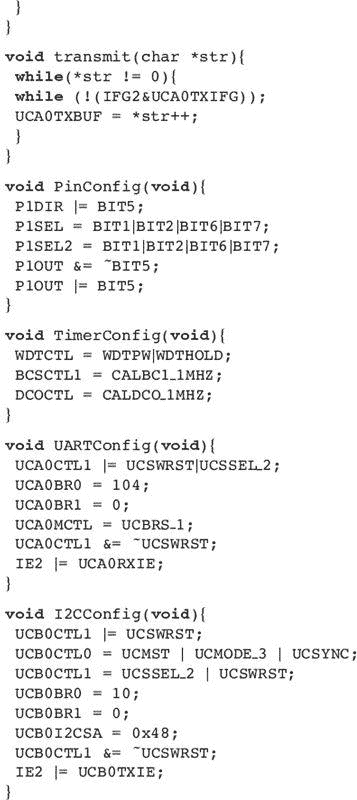 }
}
void transmit(char *str){
while(*str != 0){
while (!(IFG2&UCA0TXIFG));
UCA0TXBUF = *str++;
}
}
void PinConfig(void){
P1DIR |= BIT5;
P1SEL = BIT1|BIT2|BIT6|BIT7;
P1SEL2 = BIT1|BIT2|BIT6|BIT7;
P1OUT &= ~BIT5;
P1OUT |= BIT5;
}
void TimerConfig(void){
WDTCTL = WDTPW|WDTHOLD;
BCSCTL1 = CALBC1_1MHZ;
DCOCTL = CALDCO_1MHZ;
}
void UARTConfig(void){
UCA0CTL1 |= UCSWRST|UCSSEL_2;
UCA0BR0 = 104;
UCA0BR1 = 0;
UCA0MCTL = UCBRS_1;
UCA0CTL1 &= ~UCSWRST;
IE2 |= UCA0RXIE;
}
void I2CConfig(void){
UCB0CTL1 |= UCSWRST;
UCB0CTL0 = UCMST | UCMODE_3 | UCSYNC;
UCB0CTL1 = UCSSEL_2 | UCSWRST;
UCB0BR0 = 10;
UCB0BR1 = 0;
UCB0I2CSA = 0x48;
UCB0CTL1 &= ~UCSWRST;
IE2 |= UCB0TXIE;
}